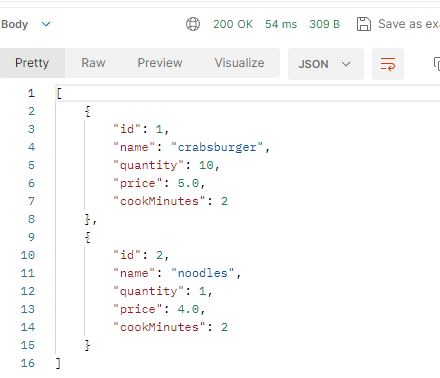 Body 200 OK 54 ms 309 B Save as exa
Pretty Raw Preview Visualize JSON
1 [
2 {
3 "id": 1,
4 "name": "crabsburger",
5 "quantity": 10,
6 "price": 5.0,
7 "cookMinutes": 2
8 },
9 {
10 "id": 2,
11 "name": "noodles",
12 "quantity": 1,
13 "price": 4.0,
14 "cookMinutes": 2
15 }
16 ]